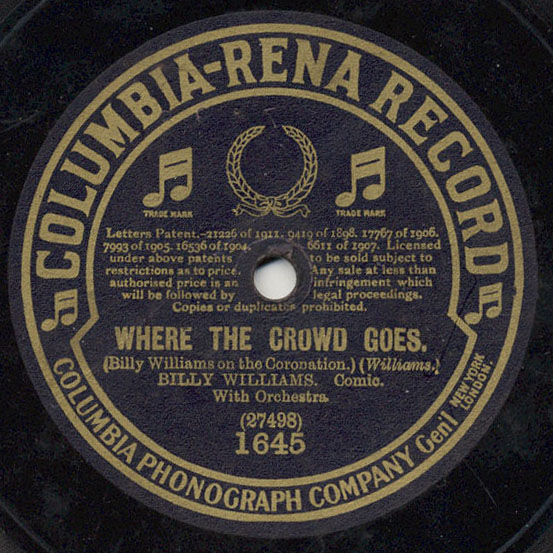 COLUMBIA-RENA RECORD
TRADE MARK TRADE MARK
Letters Patent.—21226 of 1911. 9419 of 1898. 17767 of 1906.
7993 of 1905. 16536 of 1904. 6611 of 1907. Licensed
under above patents to be sold subject to
restrictions as to price. Any sale at less than
authorised price is an infringement which
will be followed by legal proceedings.
Copies or duplicates prohibited.
WHERE THE CROWD GOES.
(Billy Williams on the Coronation.) (Williams.)
BILLY WILLIAMS. Comic.
With Orchestra
(27498)
1645
COLUMBIA PHONOGRAPH COMPANY Gen'l
NEW YORK
LONDON.